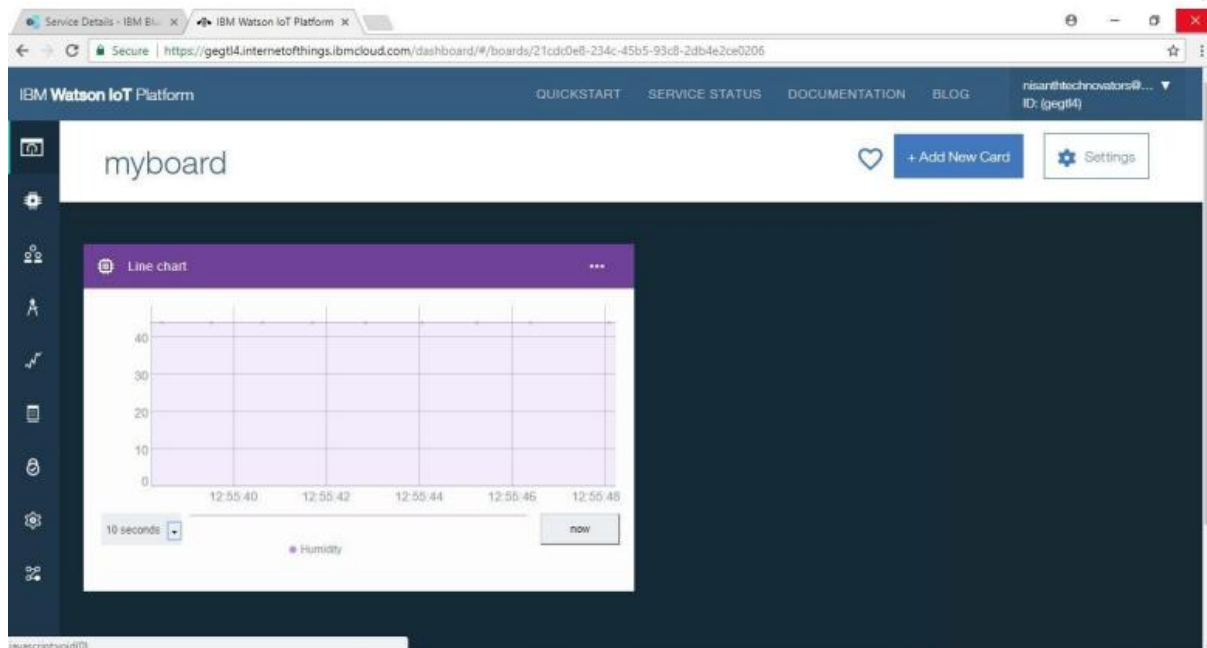 Service Details - IBM Bl...
IBM Watson IoT Platform
Secure | https://gegtl4.internetofthings.ibmcloud.com/dashboard/#/boards/21cdc0e8-234c-45b5-93c8-2db4e2ce0206
IBM Watson IoT Platform
QUICKSTART SERVICE STATUS DOCUMENTATION BLOG
nisanthtechnovators@...
ID: (gegtl4)
myboard
+ Add New Card
Settings
Line chart
40
30
20
10
0
12:55:40 12:55:42 12:55:44 12:55:46 12:55:48
10 seconds
now
Humidity
javascript:void(0)